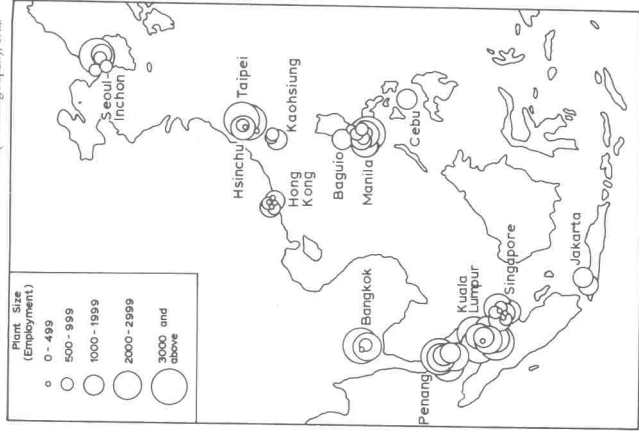 Plant Size
(Employment)
0 - 499
500 - 999
1000 - 1999
2000 - 2999
3000 and
above
Seoul-
Inchon
Taipei
Hsinchu
Kaohsiung
Hong
Kong
Baguio
Manila
Cebu
Bangkok
Penang
Kuala
Lumpur
Singapore
Jakarta